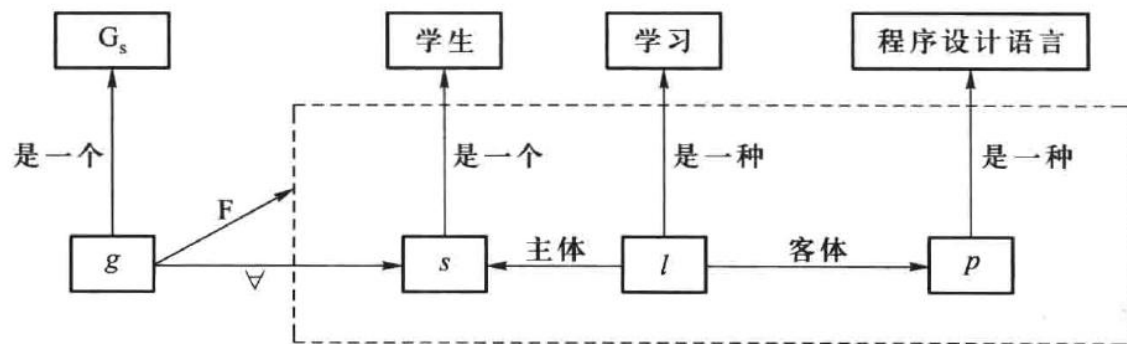 G_s 学生 学习 程序设计语言
是一个 是一个 是一种 是一种
F
g s 主体 l 客体 p
∀